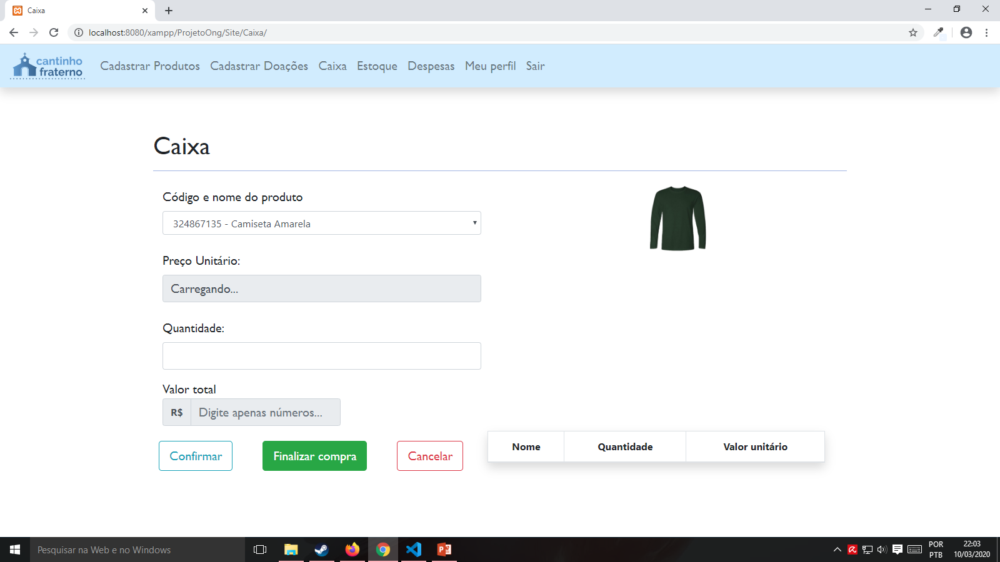 Caixa
localhost:8080/xampp/ProjetoOng/Site/Caixa/
cantinho
fraterno
Cadastrar Produtos Cadastrar Doações Caixa Estoque Despesas Meu perfil Sair
Caixa
Código e nome do produto
324867135 - Camiseta Amarela
Preço Unitário:
Carregando...
Quantidade:
Valor total
R$ Digite apenas números...
Confirmar Finalizar compra Cancelar
Nome Quantidade Valor unitário
Pesquisar na Web e no Windows
POR
PTB
22:03
10/03/2020